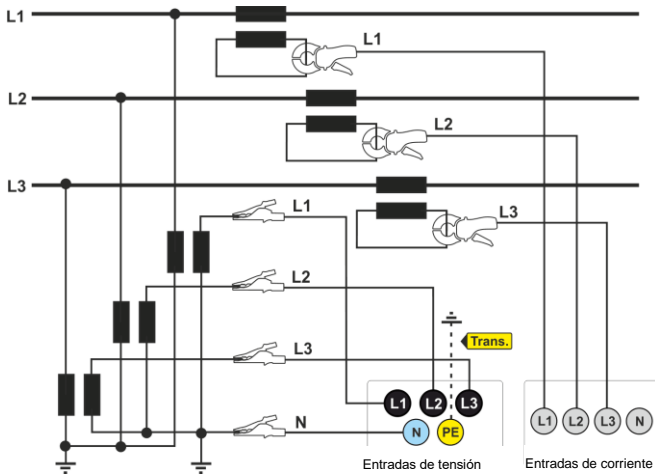 L1
L1
L2
L2
L3
L1
L3
L2
Trans.
L3
L1 L2 L3
L1 L2 L3 N
N
N PE
Entradas de tensión
Entradas de corriente